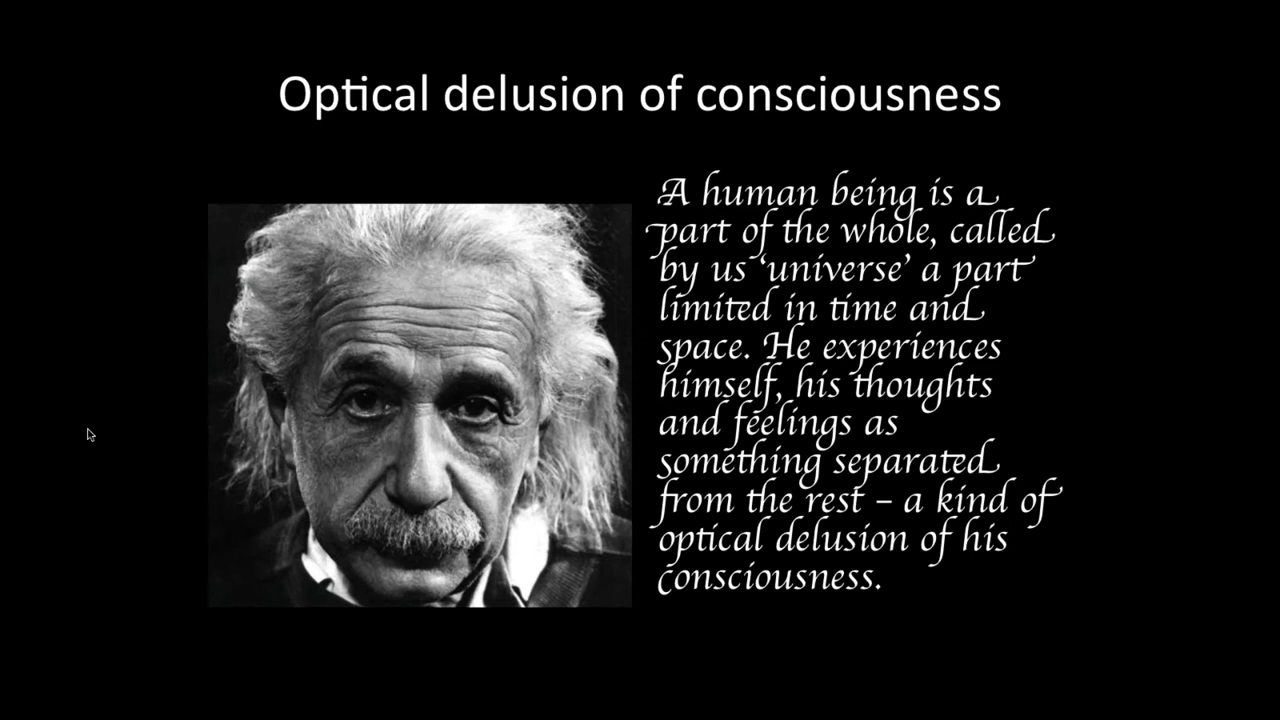 Optical delusion of consciousness
A human being is a
part of the whole, called
by us ‘universe’ a part
limited in time and
space. He experiences
himself, his thoughts
and feelings as
something separated
from the rest – a kind of
optical delusion of his
consciousness.